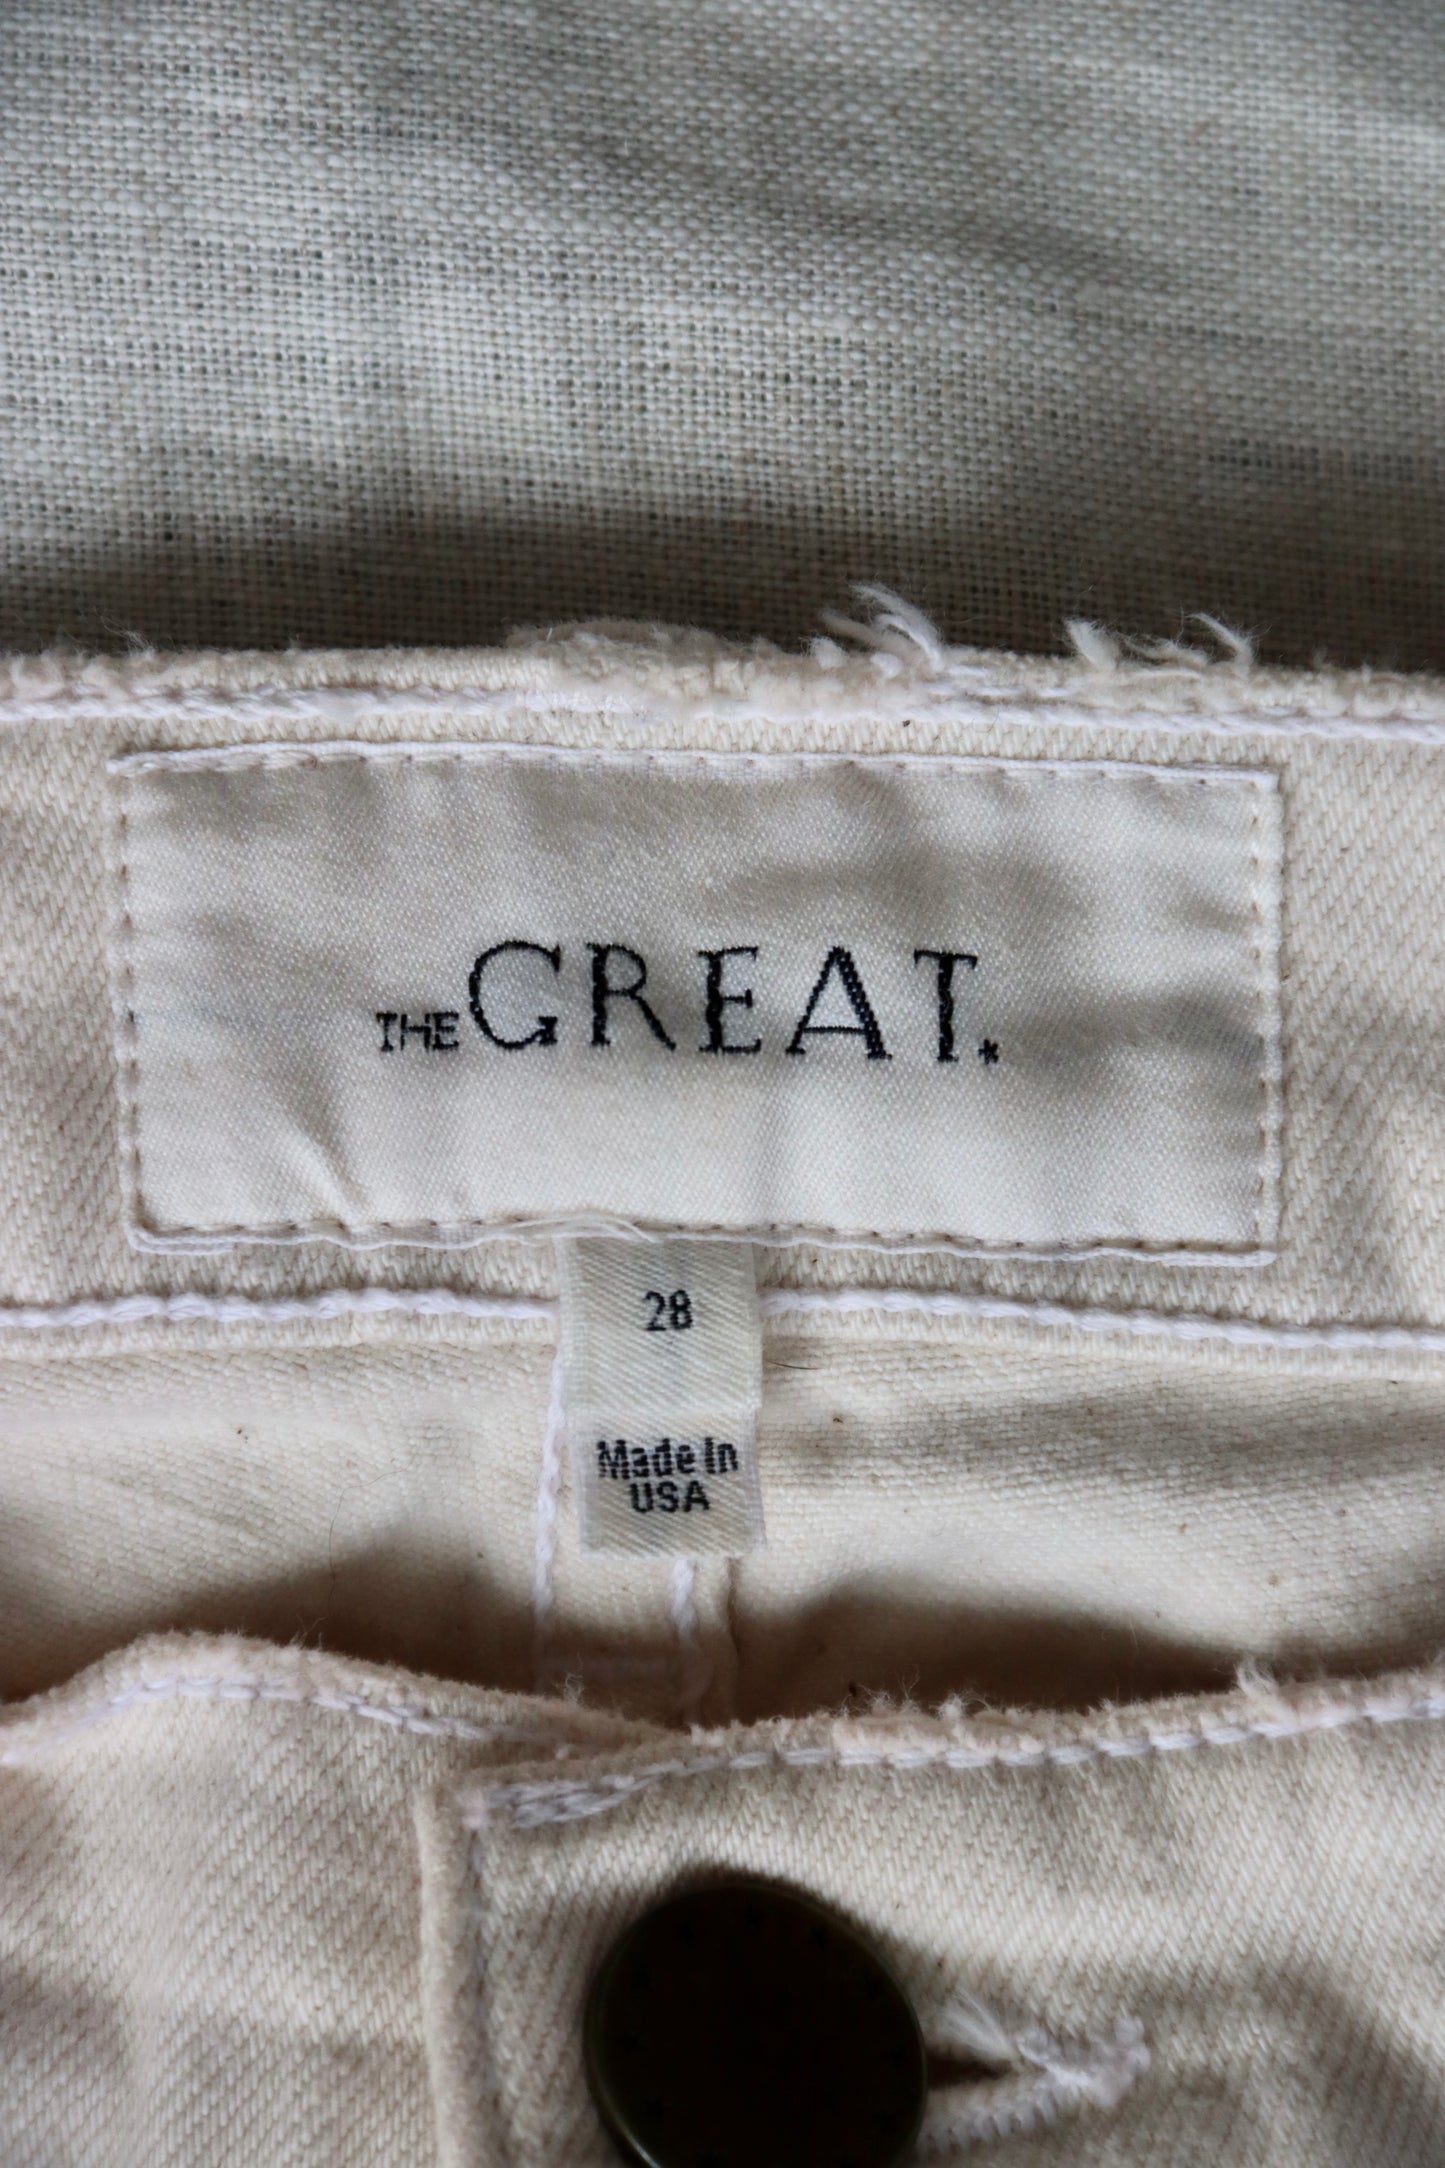 THE GREAT.*
28
Made In
USA